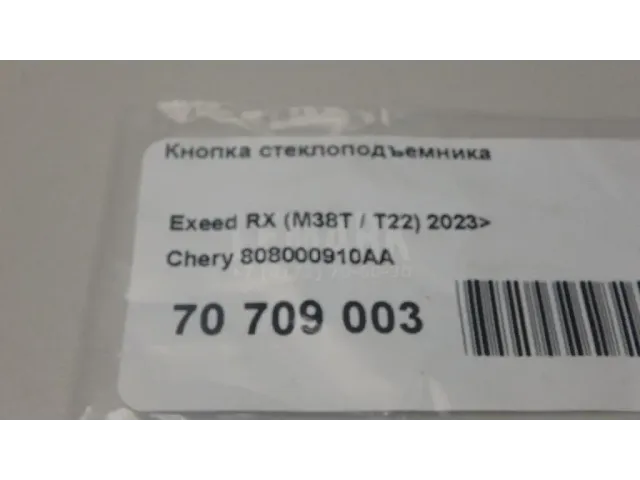 Кнопка стеклоподъемника
Exeed RX (M38T / T22) 2023>
Chery 808000910AA
70 709 003